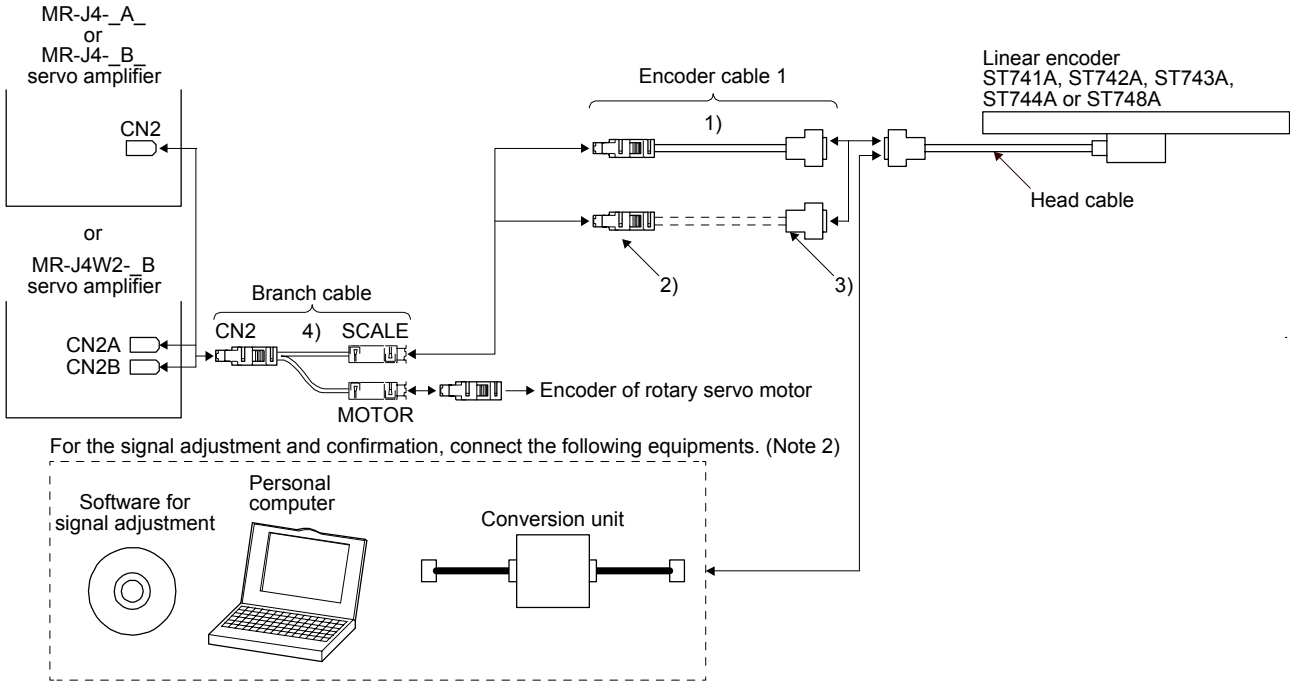 MR-J4-_A_
or
MR-J4-_B_
servo amplifier
CN2
or
MR-J4W2-_B
servo amplifier
CN2A
CN2B
Branch cable
CN2
4)
SCALE
MOTOR
Encoder of rotary servo motor
Encoder cable 1
1)
2)
3)
Linear encoder
ST741A, ST742A, ST743A,
ST744A or ST748A
Head cable
For the signal adjustment and confirmation, connect the following equipments. (Note 2)
Software for
signal adjustment
Personal
computer
Conversion unit